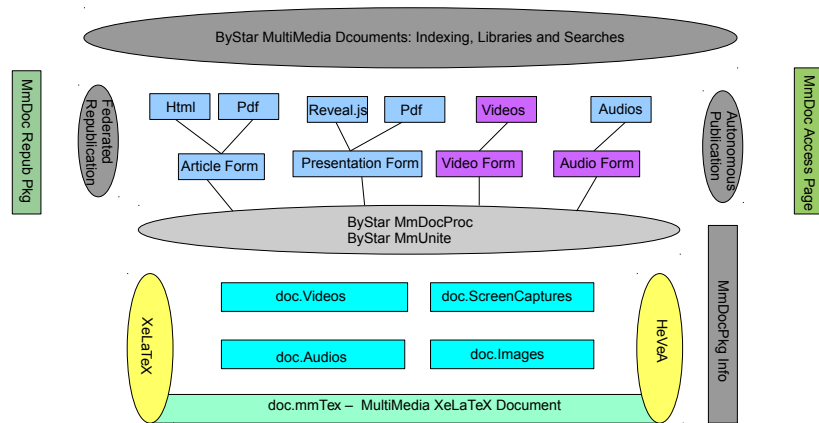 ByStar MultiMedia Dcouments: Indexing, Libraries and Searches
MmDoc Repub Pkg
Federated
Republication
Html
Pdf
Reveal.js
Pdf
Videos
Audios
Autonomous
Publication
MmDoc Access Page
Article Form
Presentation Form
Video Form
Audio Form
ByStar MmDocProc
ByStar MmUnite
XeLaTeX
doc.Videos
doc.ScreenCaptures
doc.Audios
doc.Images
HeVeA
MmDocPkg Info
doc.mmTex – MultiMedia XeLaTeX Document